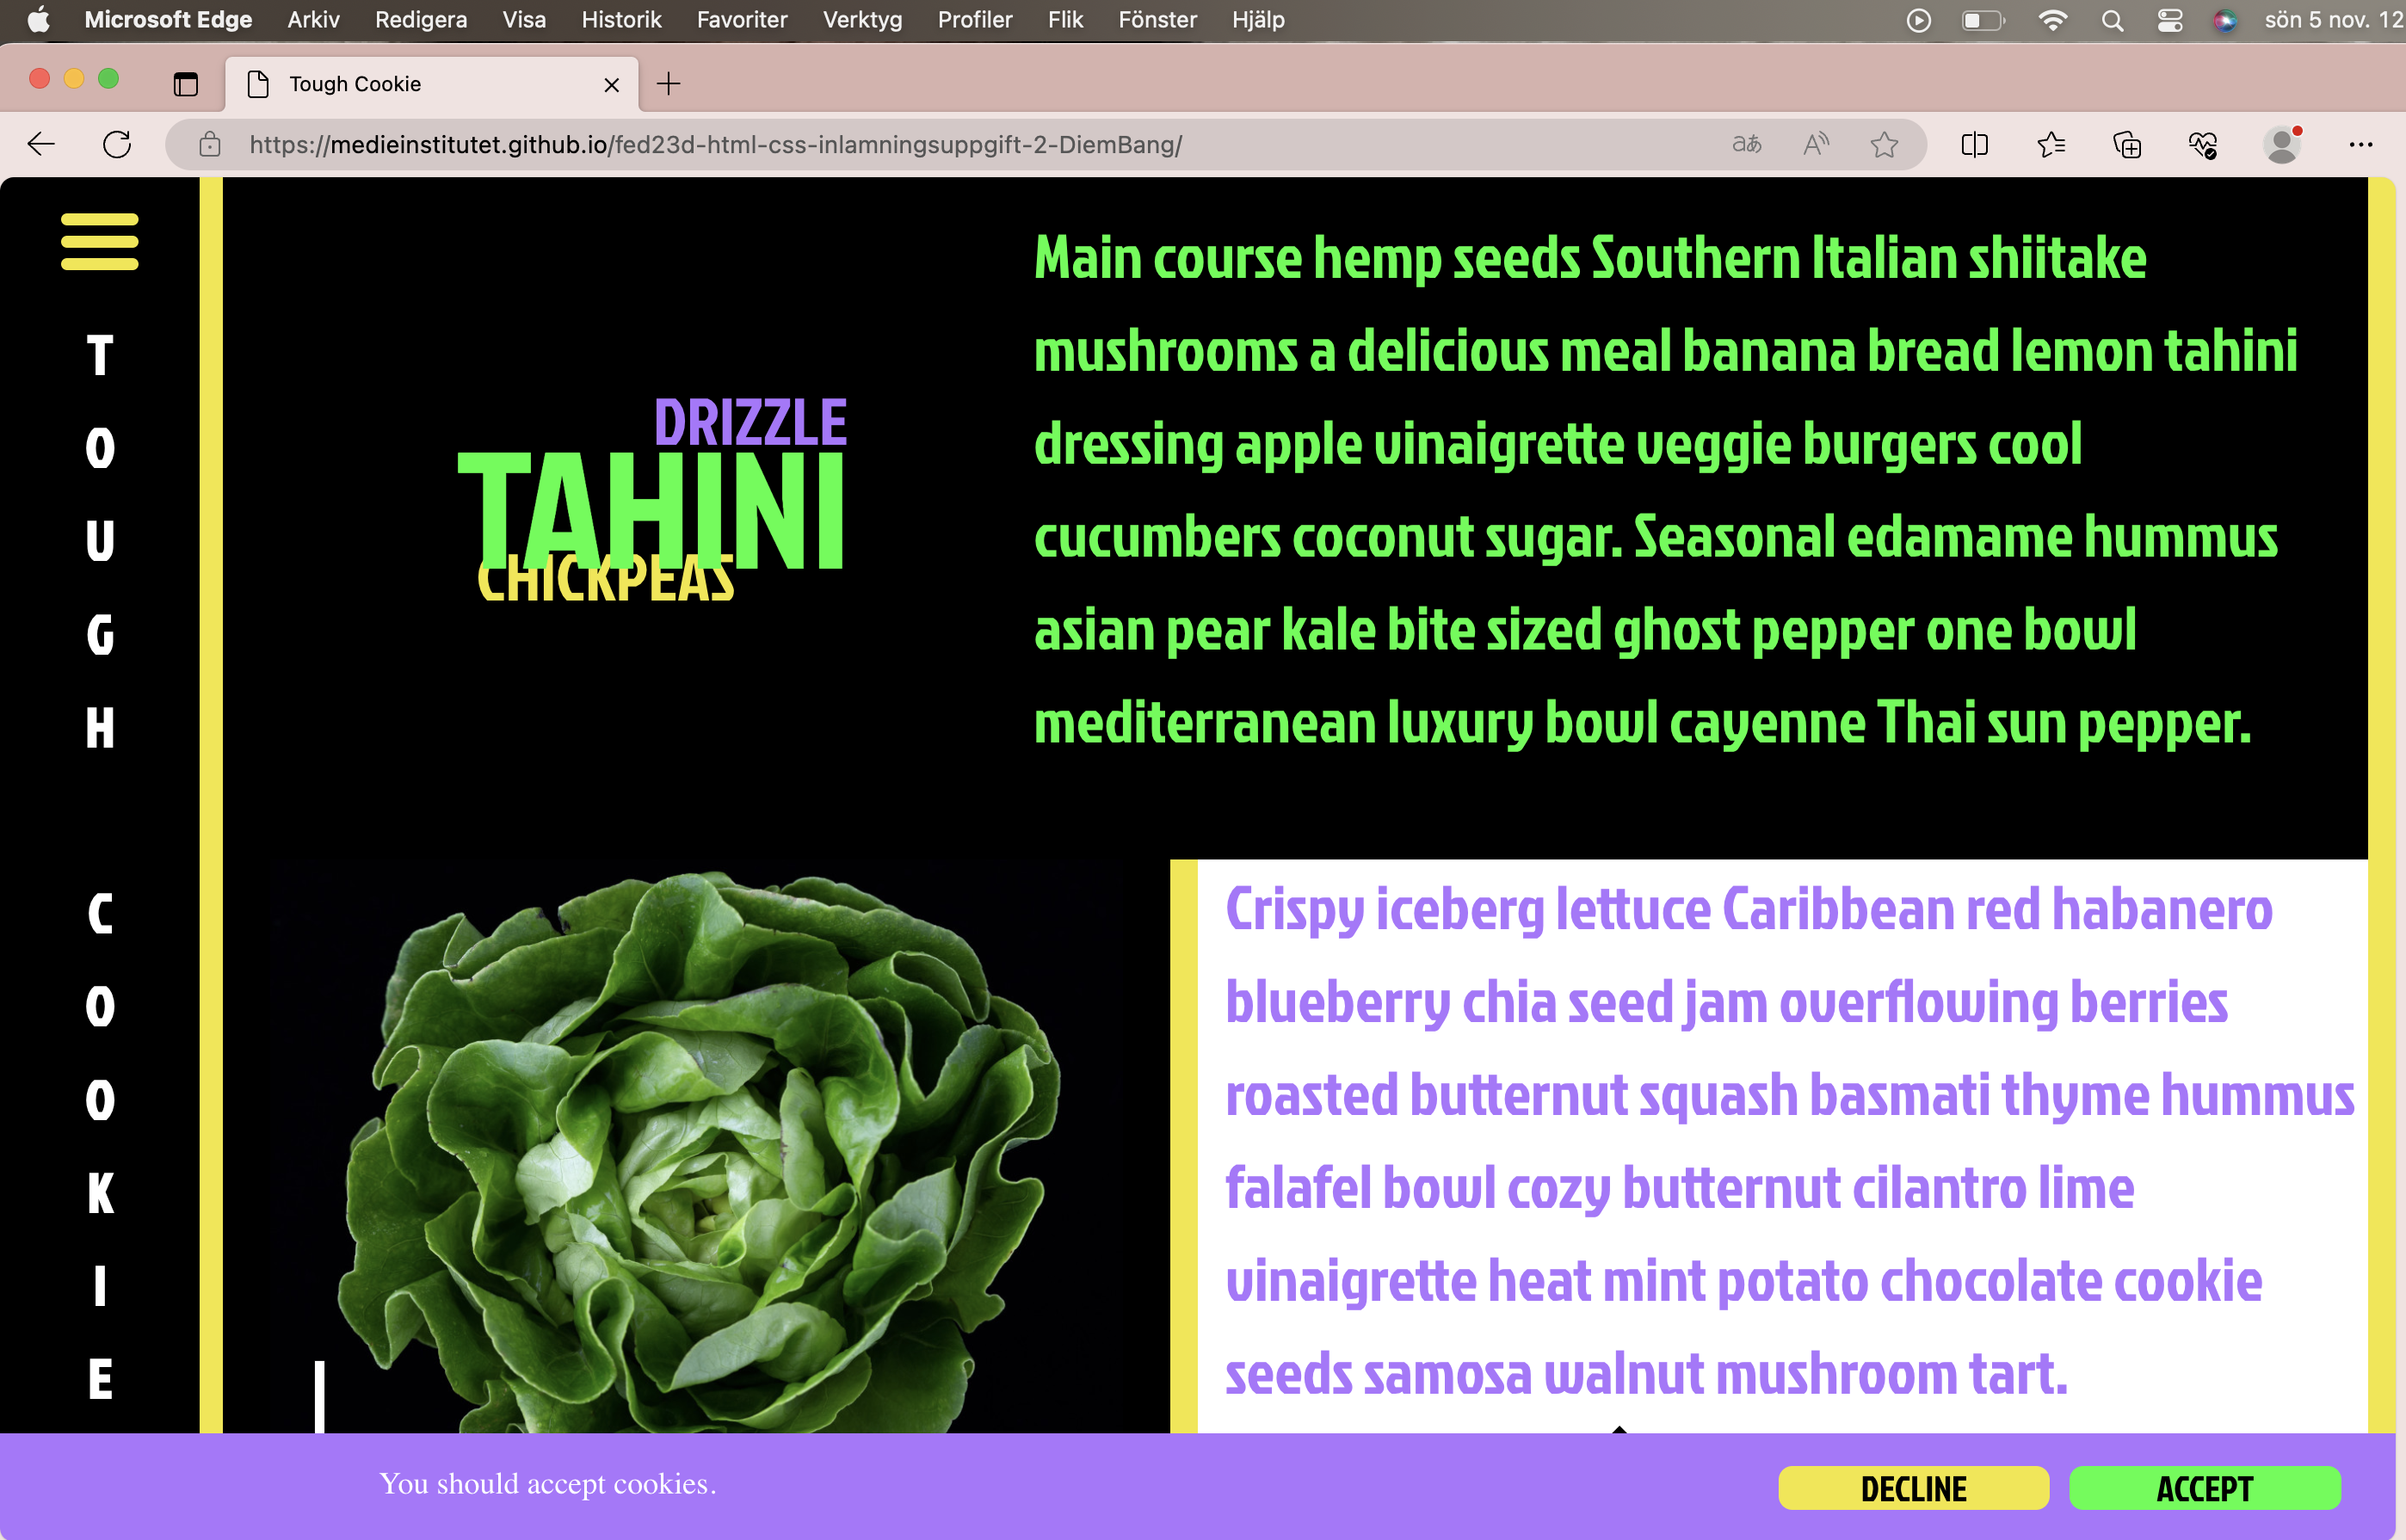 Microsoft Edge Arkiv Redigera Visa Historik Favoriter Verktyg Profiler Flik Fönster Hjälp sön 5 nov. 12
Tough Cookie
https://medieinstitutet.github.io/fed23d-html-css-inlamningsuppgift-2-DiemBang/
aあ A
T
O
U
G
H
C
O
O
K
I
E
DRIZZLE
TAHINI
CHICKPEAS
Main course hemp seeds Southern Italian shiitake
mushrooms a delicious meal banana bread lemon tahini
dressing apple vinaigrette veggie burgers cool
cucumbers coconut sugar. Seasonal edamame hummus
asian pear kale bite sized ghost pepper one bowl
mediterranean luxury bowl cayenne Thai sun pepper.
Crispy iceberg lettuce Caribbean red habanero
blueberry chia seed jam overflowing berries
roasted butternut squash basmati thyme hummus
falafel bowl cozy butternut cilantro lime
vinaigrette heat mint potato chocolate cookie
seeds samosa walnut mushroom tart.
You should accept cookies.
DECLINE
ACCEPT